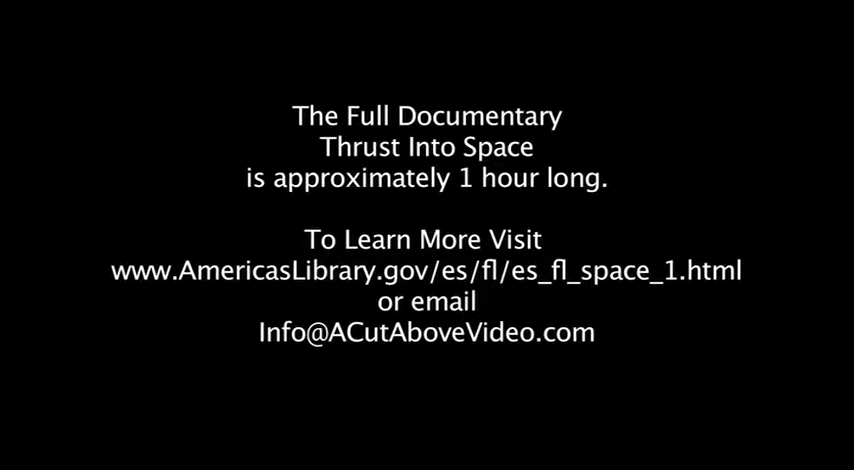 The Full Documentary
Thrust Into Space
is approximately 1 hour long.
To Learn More Visit
www.AmericasLibrary.gov/es/fl/es_fl_space_1.html
or email
Info@ACutAboveVideo.com